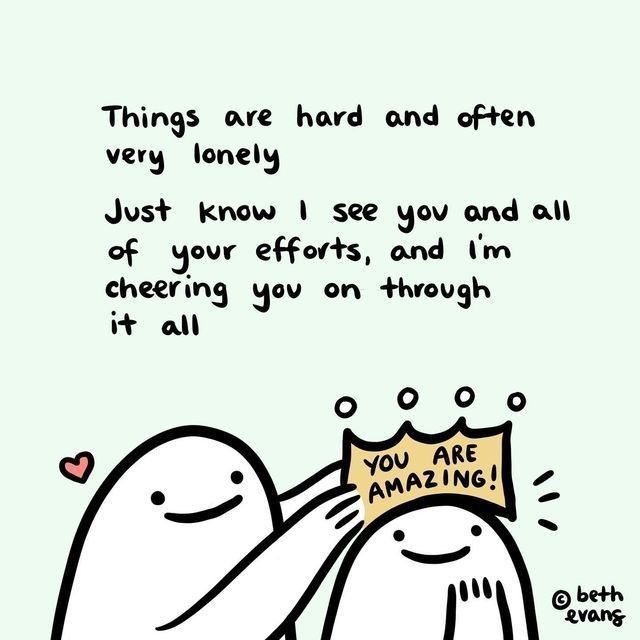 Things are hard and often
very lonely
Just know I see you and all
of your efforts, and I'm
cheering you on through
it all
YOU ARE
AMAZING!
© beth
evans